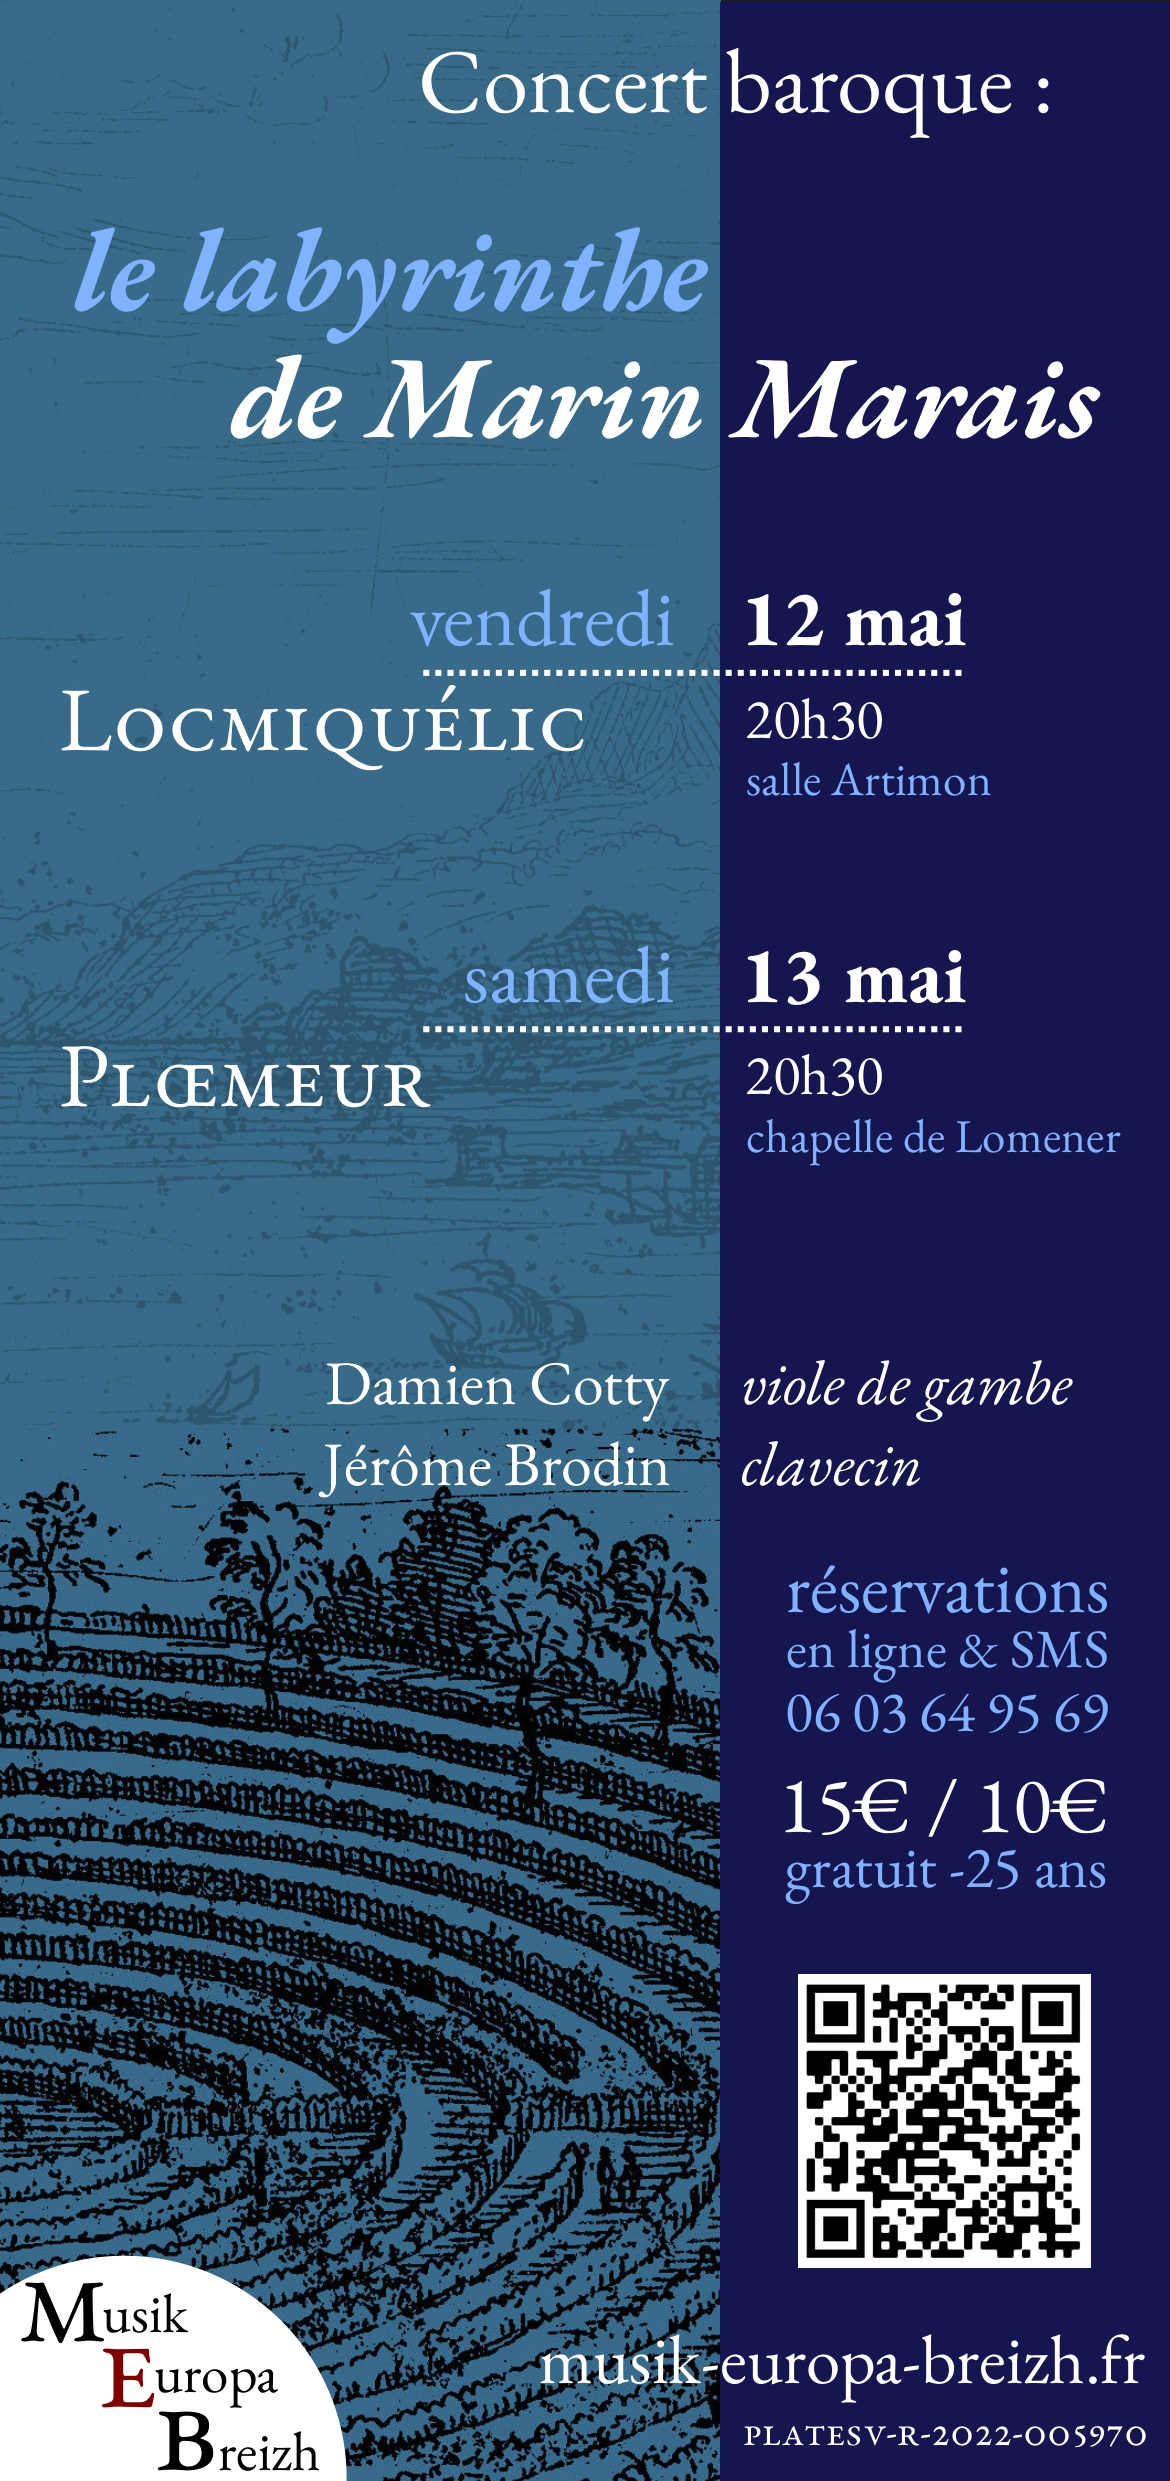 Concert baroque :
le labyrinthe
de Marin Marais
vendredi 12 mai
LOCMIQUÉLIC
20h30
salle Artimon
samedi 13 mai
PLŒMEUR
20h30
chapelle de Lomener
Damien Cotty viole de gambe
Jérôme Brodin clavecin
réservations
en ligne & SMS
06 03 64 95 69
15€ / 10€
gratuit -25 ans
Musik
Europa
Breizh
musik-europa-breizh.fr
PLATESV-R-2022-005970